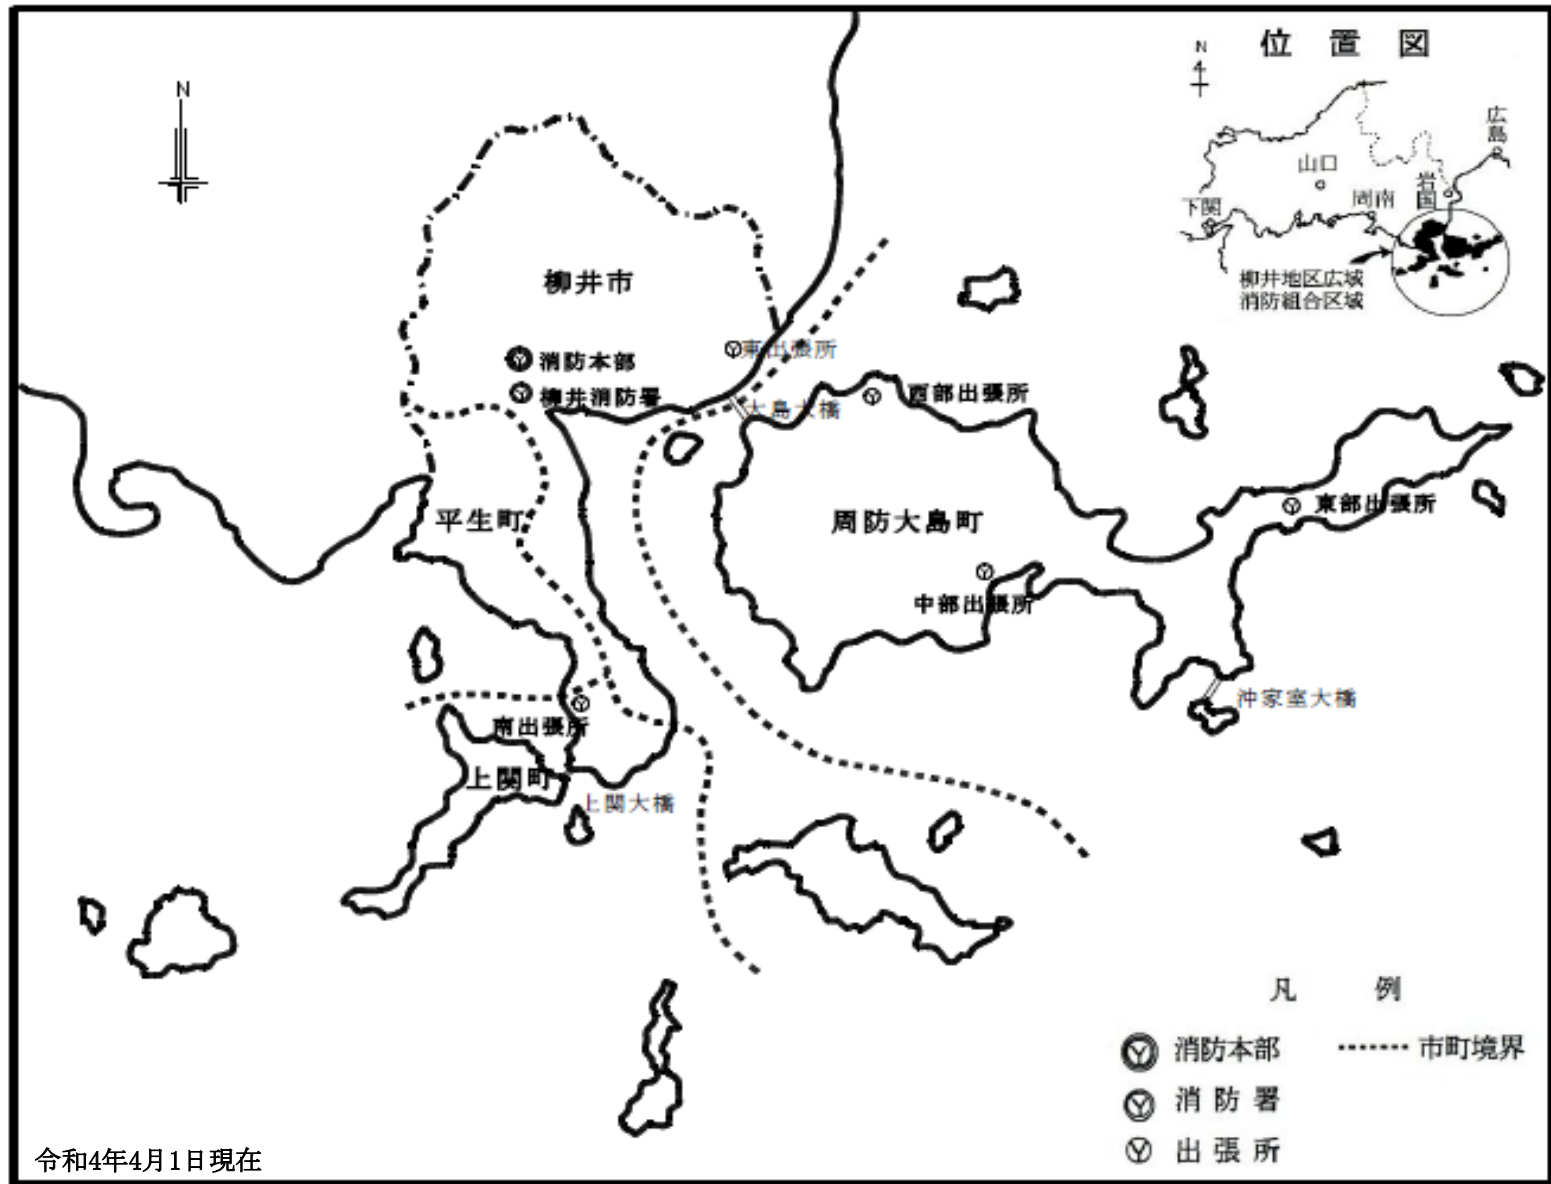 位置図
N
N
広島
山口
岩国
周南
下関
柳井地区広域
消防組合区域
柳井市
消防本部
東出張所
柳井消防署
大島大橋
西部出張所
平生町
周防大島町
東部出張所
中部出張所
沖家室大橋
南出張所
上関町
上関大橋
凡例
消防本部
市町境界
消防署
出張所
令和4年4月1日現在